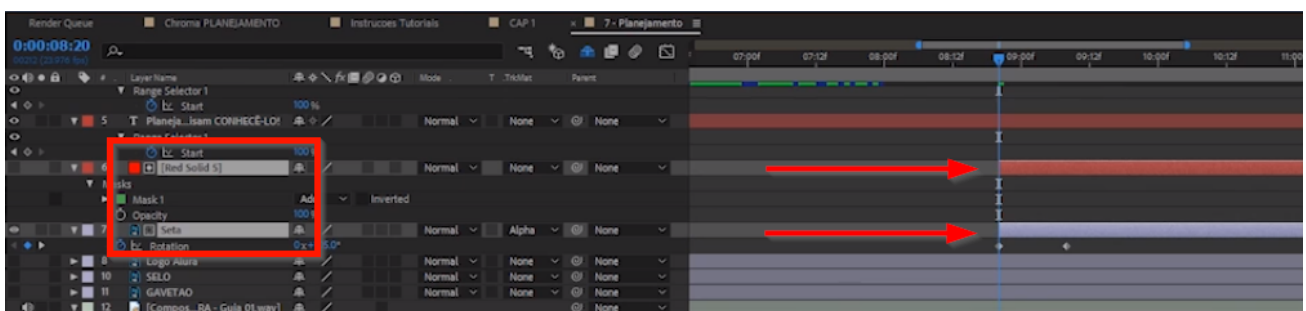 Render Queue Chroma PLANEJAMENTO Instrucoes Tutoriais CAP 1 × 7 - Planejamento
0:00:08:20
00212 (23.976 fps)
07:00f 07:12f 08:00f 08:12f 09:00f 09:12f 10:00f 10:12f 11:00
# Layer Name Mode T .TrkMat Parent
Range Selector 1
Start 100 %
5 T Planeja...isam CONHECÊ-LO! Normal None None
Range Selector 1
Start 100
6 [Red Solid 5] Normal None None
Masks
Mask 1 Add Inverted
Opacity 100
7 Seta Normal Alpha None
Rotation
8 Logo Alura Normal None None
10 SELO Normal None None
11 GAVETAO Normal None None
12 [Compos...RA - Guia 01.wav] None